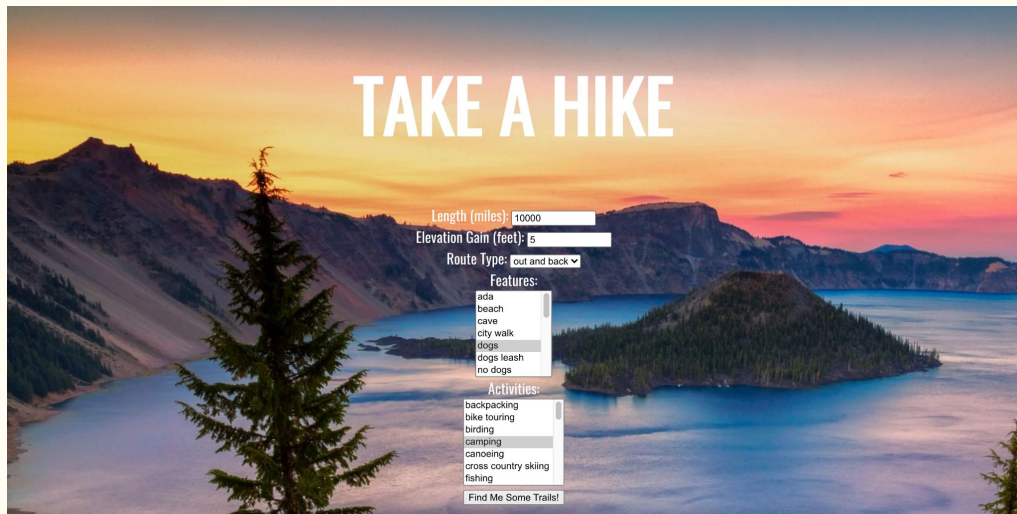 TAKE A HIKE
Length (miles): 10000
Elevation Gain (feet): 5
Route Type: out and back
Features:
ada
beach
cave
city walk
dogs
dogs leash
no dogs
Activities:
backpacking
bike touring
birding
camping
canoeing
cross country skiing
fishing
Find Me Some Trails!